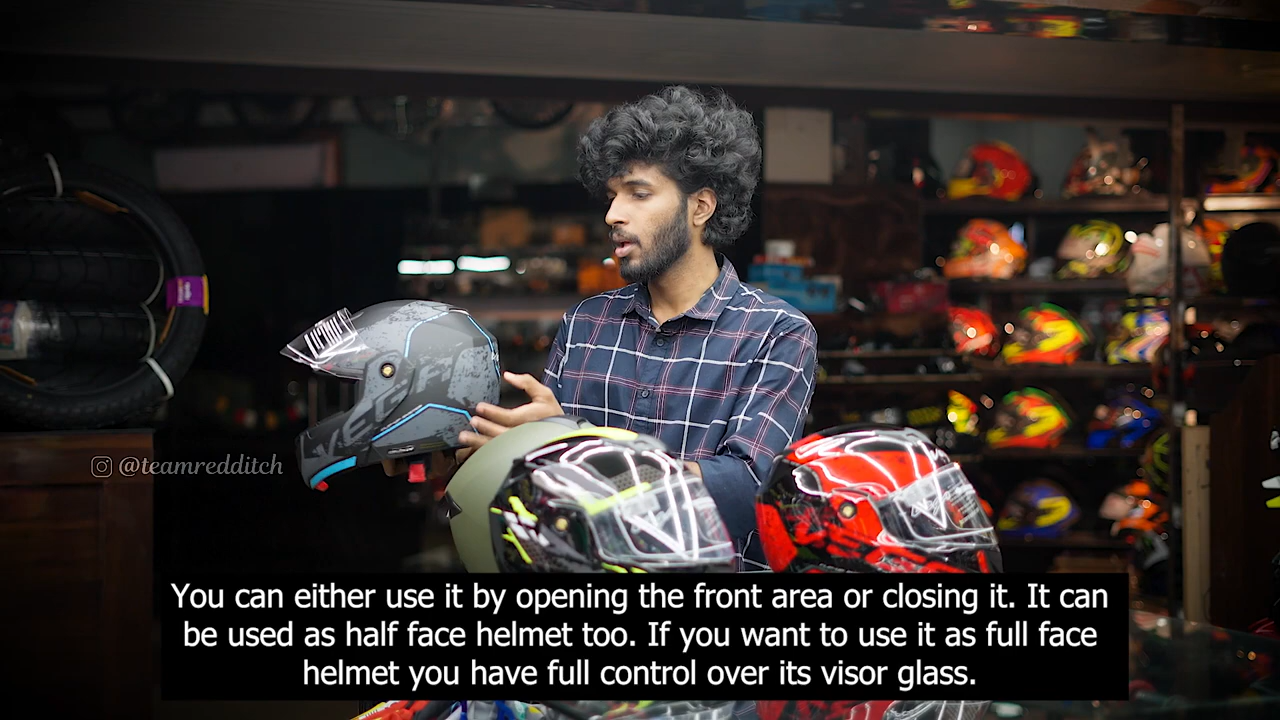 @teamredditch
You can either use it by opening the front area or closing it. It can
be used as half face helmet too. If you want to use it as full face
helmet you have full control over its visor glass.